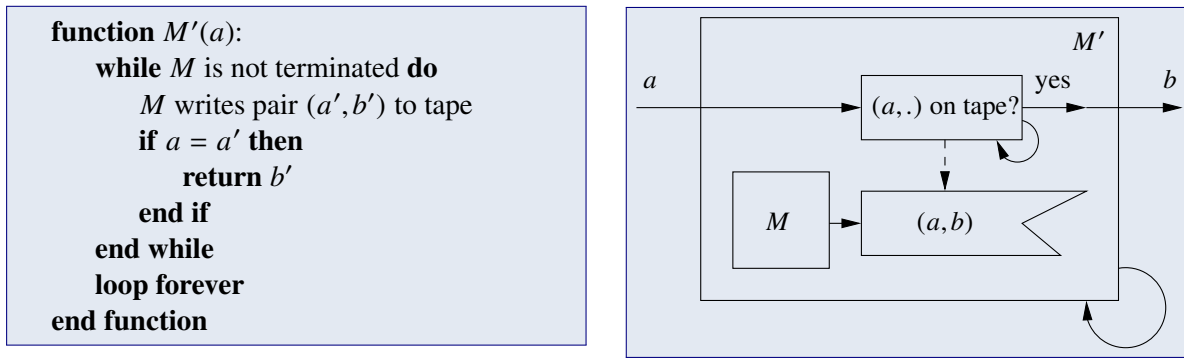 function M′(a):
while M is not terminated do
M writes pair (a′, b′) to tape
if a = a′ then
return b′
end if
end while
loop forever
end function
M′
a
(a, .) on tape?
yes
b
M
(a, b)